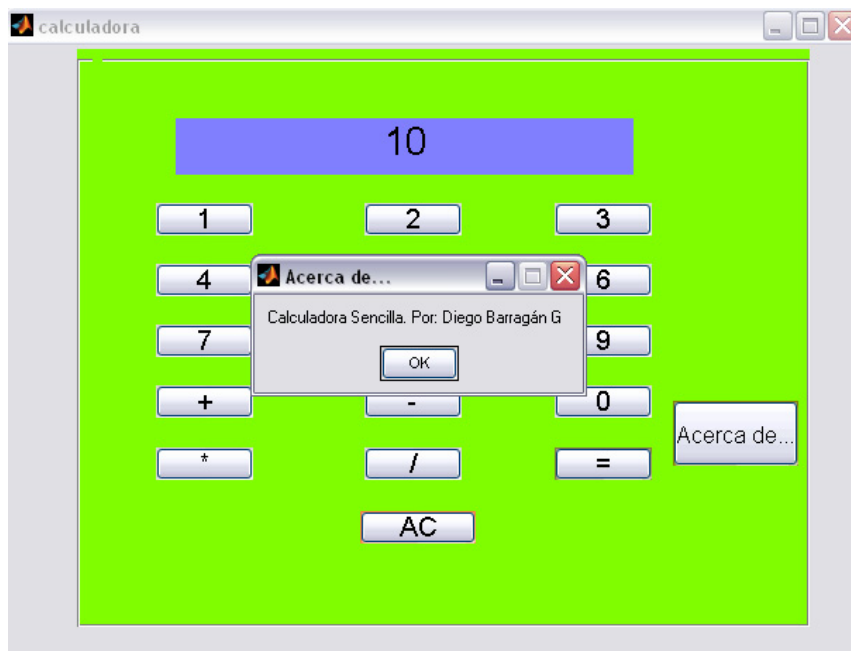 calculadora
10
1 2 3
4 6
Acerca de...
Calculadora Sencilla. Por: Diego Barragán G
OK
7 9
+ - 0
Acerca de...
* / =
AC